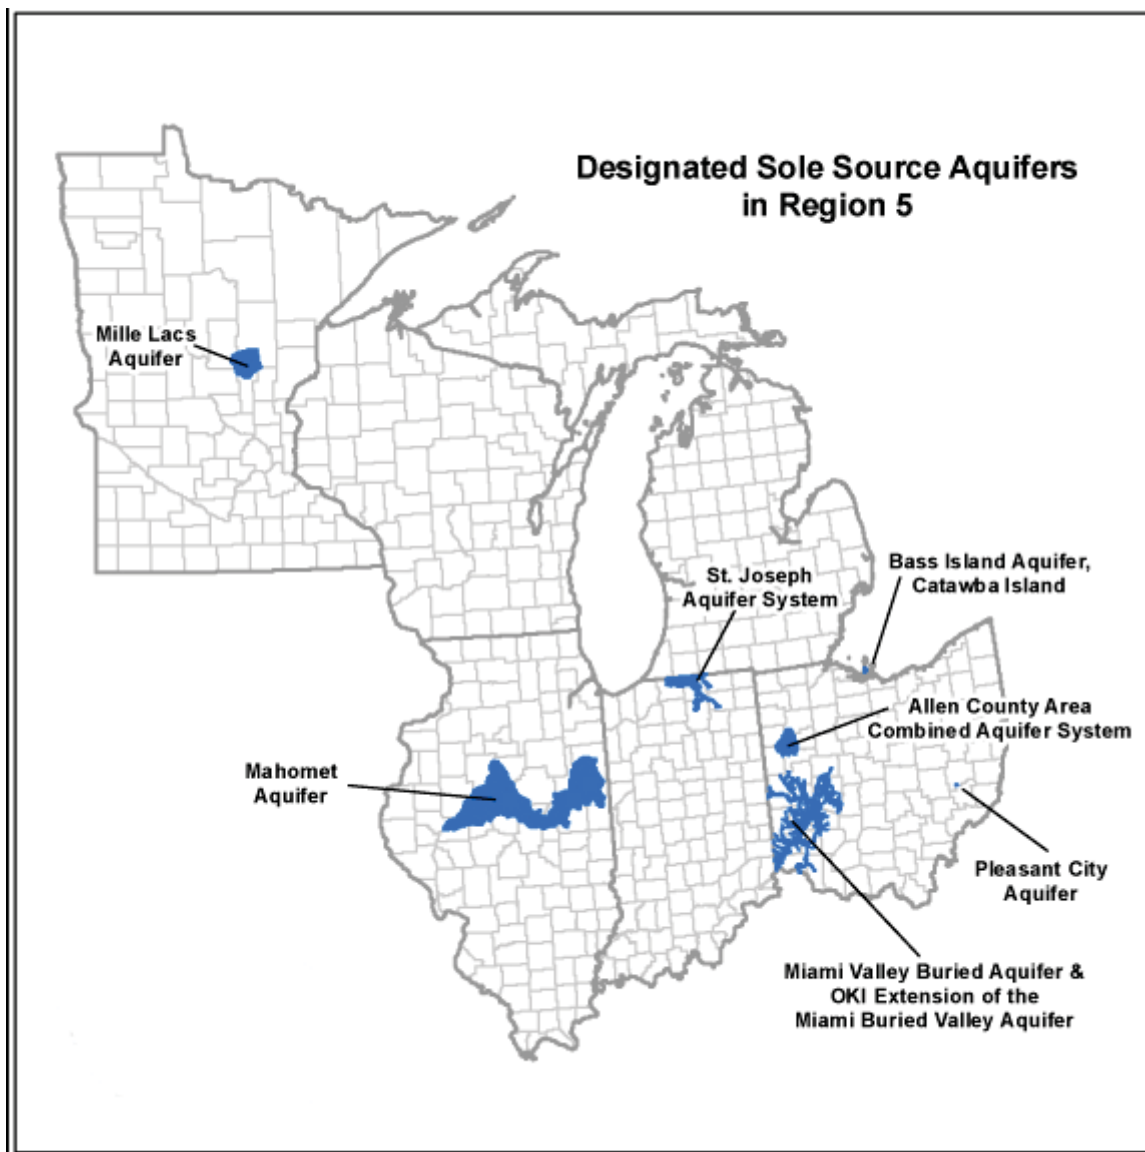 Designated Sole Source Aquifers
in Region 5
Mille Lacs
Aquifer
St. Joseph
Aquifer System
Bass Island Aquifer,
Catawba Island
Allen County Area
Combined Aquifer System
Mahomet
Aquifer
Pleasant City
Aquifer
Miami Valley Buried Aquifer &
OKI Extension of the
Miami Buried Valley Aquifer